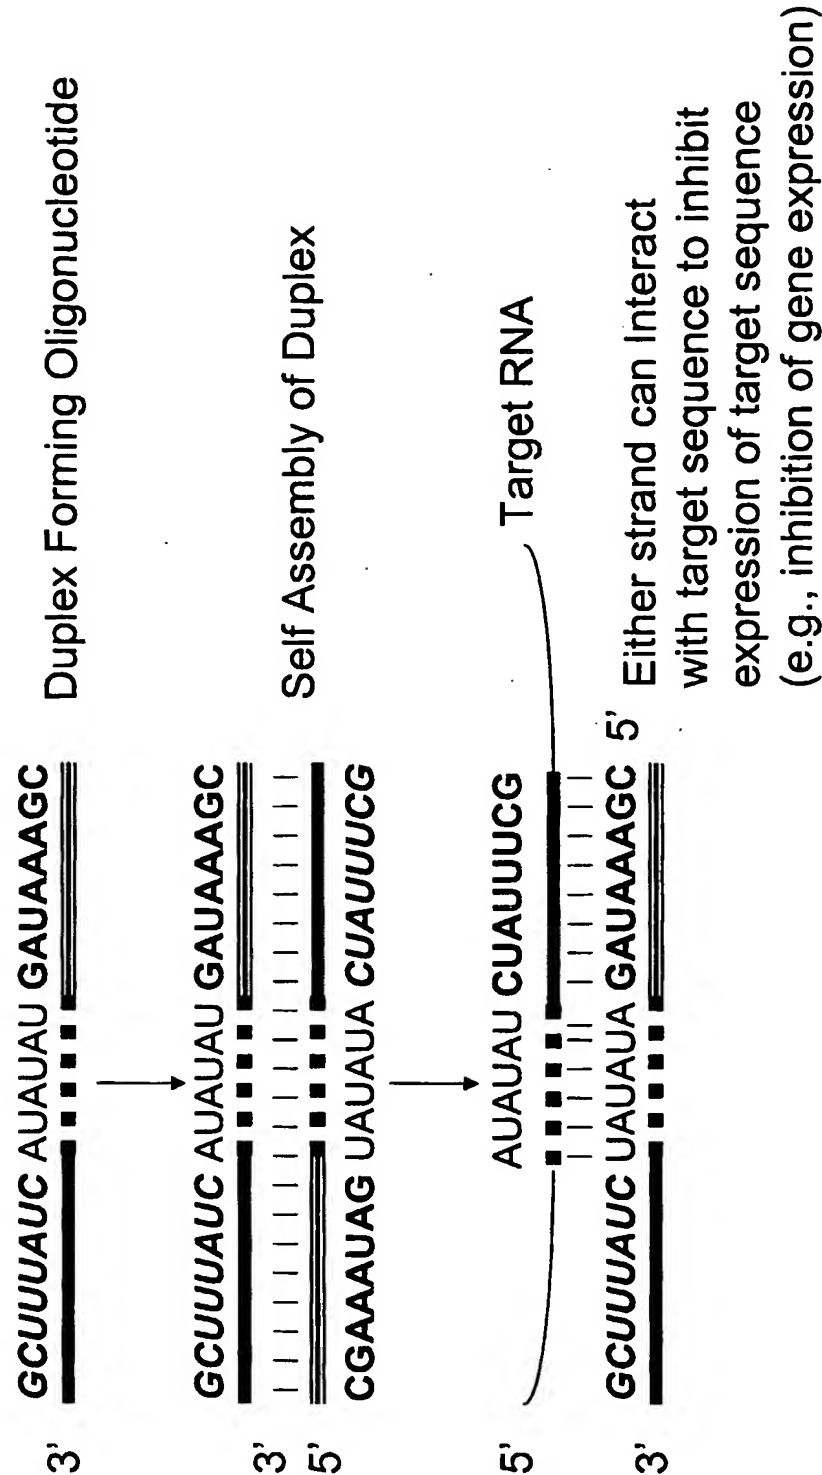 GCUUUAUC AUAUAU GAUAAAGC
3'
Duplex Forming Oligonucleotide
GCUUUAUC AUAUAU GAUAAAGC
3'
5'
CGAAAUAG UAUAUA CUAUUUCG
Self Assembly of Duplex
AUAUAU CUAUUUCG
5'
Target RNA
3'
GCUUUAUC UAUAUA GAUAAAGC 5'
Either strand can Interact
with target sequence to inhibit
expression of target sequence
(e.g., inhibition of gene expression)